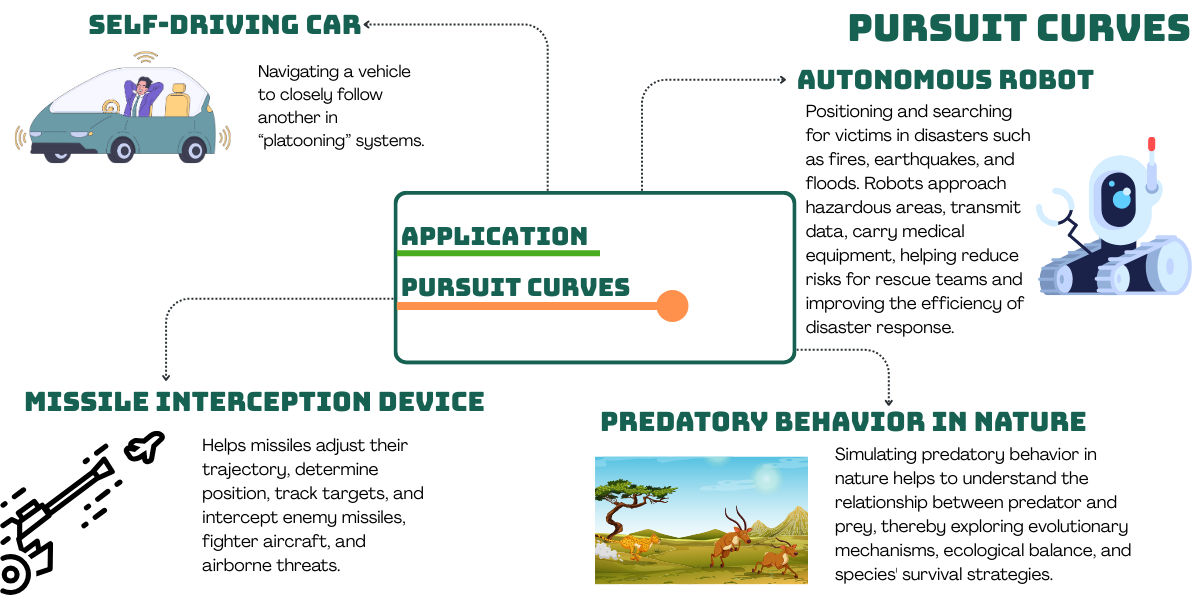 PURSUIT CURVES
SELF-DRIVING CAR
Navigating a vehicle
to closely follow
another in
“platooning” systems.
AUTONOMOUS ROBOT
Positioning and searching
for victims in disasters such
as fires, earthquakes, and
floods. Robots approach
hazardous areas, transmit
data, carry medical
equipment, helping reduce
risks for rescue teams and
improving the efficiency of
disaster response.
APPLICATION
PURSUIT CURVES
MISSILE INTERCEPTION DEVICE
Helps missiles adjust their
trajectory, determine
position, track targets, and
intercept enemy missiles,
fighter aircraft, and
airborne threats.
PREDATORY BEHAVIOR IN NATURE
Simulating predatory behavior in
nature helps to understand the
relationship between predator and
prey, thereby exploring evolutionary
mechanisms, ecological balance, and
species' survival strategies.